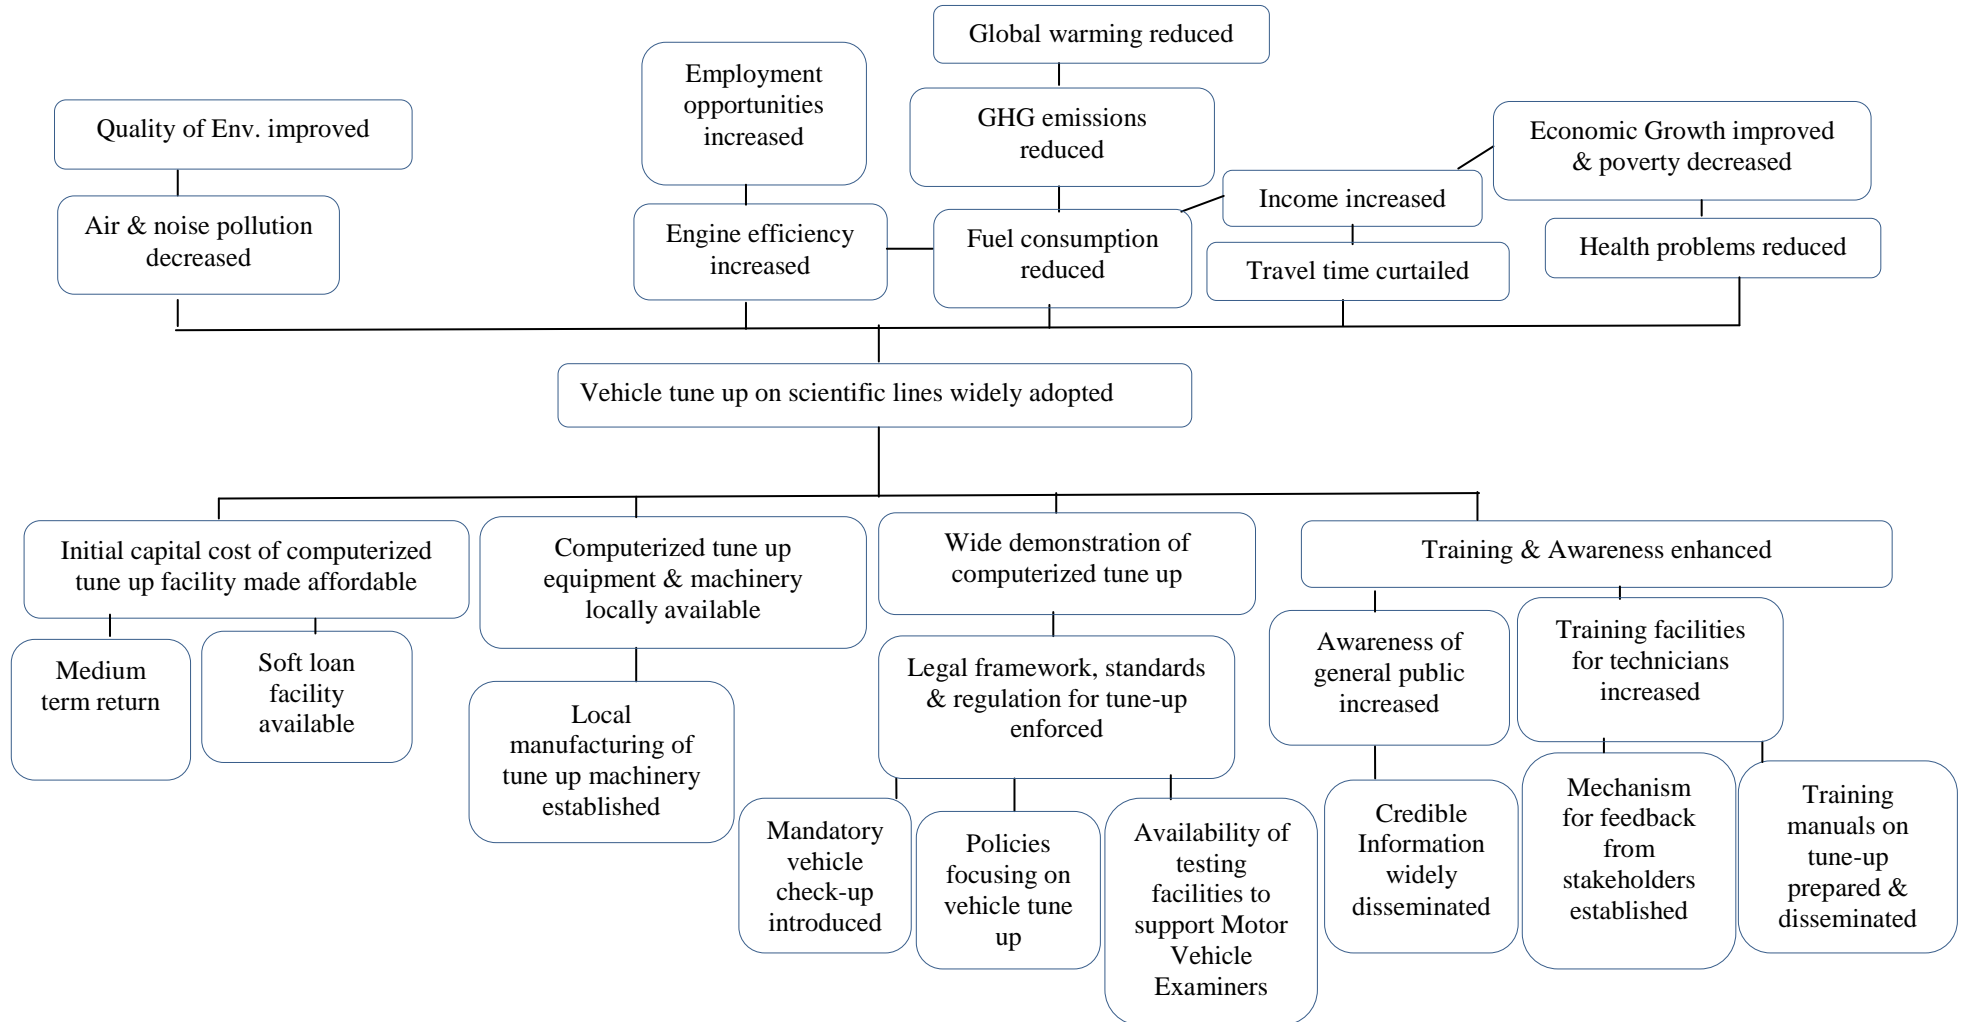 Global warming reduced
Employment
opportunities
increased
GHG emissions
reduced
Quality of Env. improved
Economic Growth improved
& poverty decreased
Income increased
Air & noise pollution
decreased
Engine efficiency
increased
Fuel consumption
reduced
Travel time curtailed
Health problems reduced
Vehicle tune up on scientific lines widely adopted
Initial capital cost of computerized
tune up facility made affordable
Computerized tune up
equipment & machinery
locally available
Wide demonstration of
computerized tune up
Training & Awareness enhanced
Medium
term return
Soft loan
facility
available
Local
manufacturing of
tune up machinery
established
Legal framework, standards
& regulation for tune-up
enforced
Awareness of
general public
increased
Training facilities
for technicians
increased
Mandatory
vehicle
check-up
introduced
Policies
focusing on
vehicle tune
up
Availability of
testing
facilities to
support Motor
Vehicle
Examiners
Credible
Information
widely
disseminated
Mechanism
for feedback
from
stakeholders
established
Training
manuals on
tune-up
prepared &
disseminated